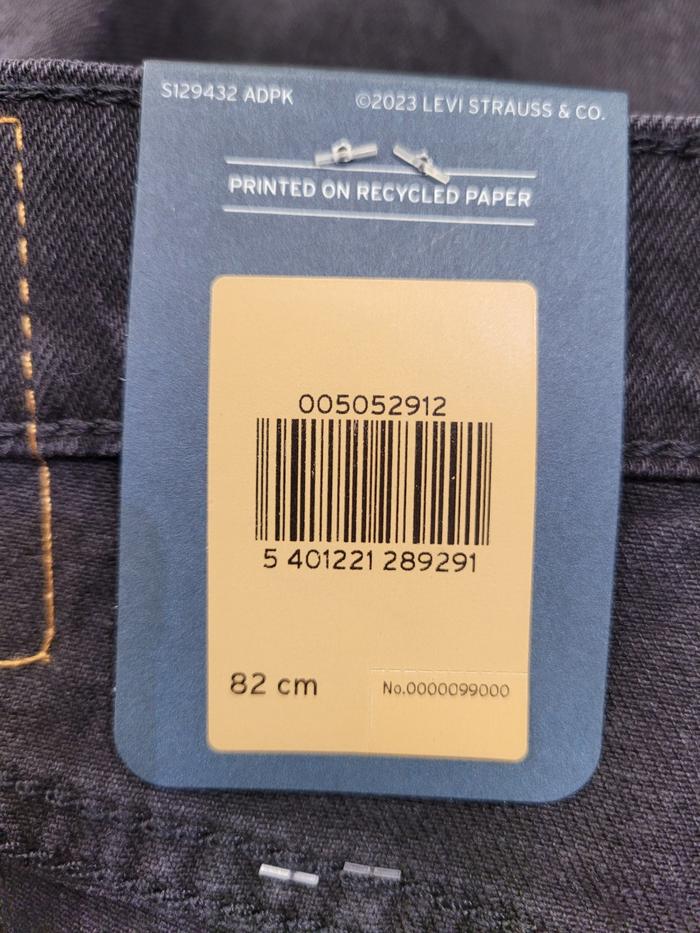 S129432 ADPK ©2023 LEVI STRAUSS & CO.
PRINTED ON RECYCLED PAPER
005052912
5 401221 289291
82 cm No.0000099000